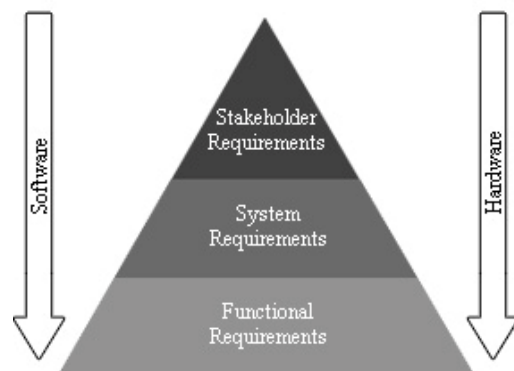 Stakeholder
Requirements
Software
Hardware
System
Requirements
Functional
Requirements